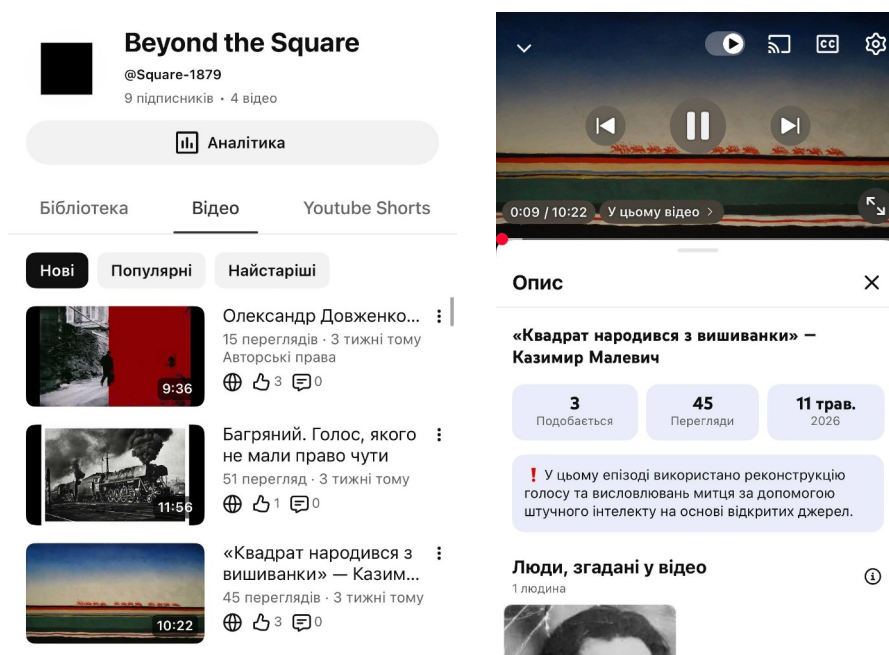 Beyond the Square
@Square-1879
9 підписників • 4 відео
Аналітика
Бібліотека
Відео
Youtube Shorts
Нові
Популярні
Найстаріші
9:36
Олександр Довженко...
15 переглядів · 3 тижні тому
Авторські права
3
0
11:56
Багряний. Голос, якого
не мали право чути
51 перегляд · 3 тижні тому
1
0
10:22
«Квадрат народився з
вишиванки» — Казим...
45 переглядів · 3 тижні тому
3
0
CC
0:09 / 10:22
У цьому відео >
Опис
«Квадрат народився з вишиванки» —
Казимир Малевич
3
Подобається
45
Перегляди
11 трав.
2026
❗ У цьому епізоді використано реконструкцію
голосу та висловлювань митця за допомогою
штучного інтелекту на основі відкритих джерел.
Люди, згадані у відео
1 людина